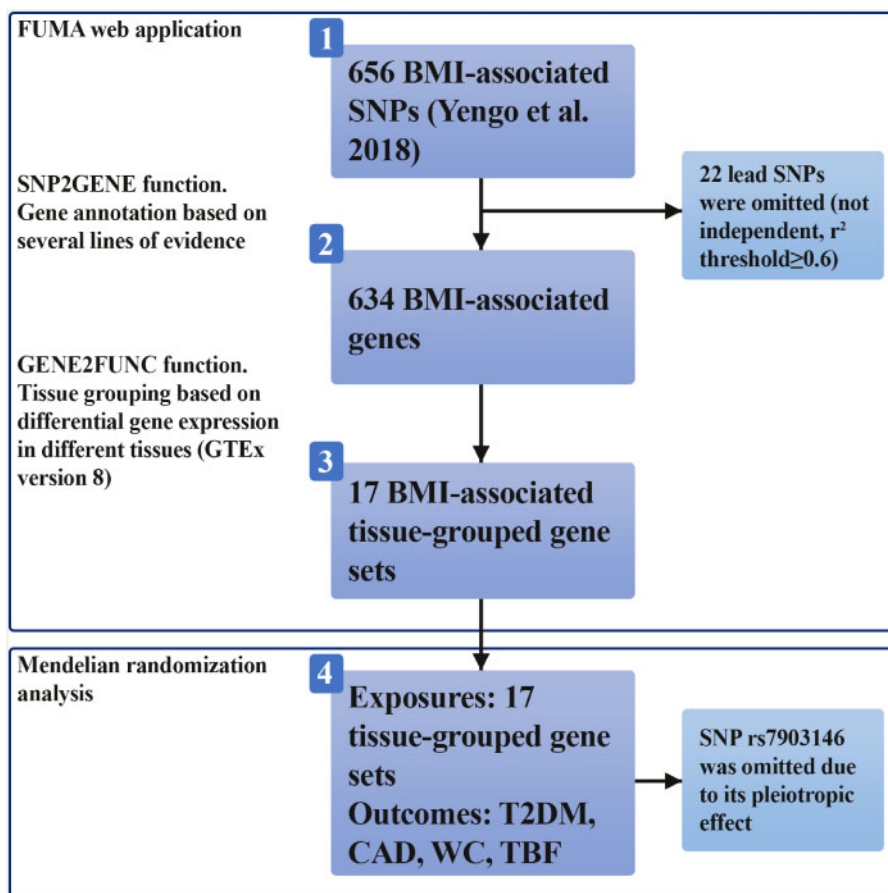 FUMA web application
1
656 BMI-associated
SNPs (Yengo et al.
2018)
SNP2GENE function.
Gene annotation based on
several lines of evidence
22 lead SNPs
were omitted (not
independent, r²
threshold≥0.6)
2
634 BMI-associated
genes
GENE2FUNC function.
Tissue grouping based on
differential gene expression
in different tissues (GTEx
version 8)
3
17 BMI-associated
tissue-grouped gene
sets
Mendelian randomization
analysis
4
Exposures: 17
tissue-grouped gene
sets
Outcomes: T2DM,
CAD, WC, TBF
SNP rs7903146
was omitted due
to its pleiotropic
effect